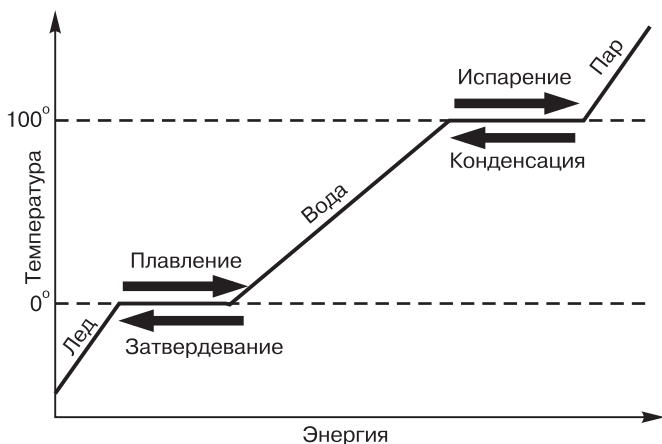 Пар
Испарение
100°
Конденсация
Температура
Вода
Плавление
0°
Лед
Затвердевание
Энергия